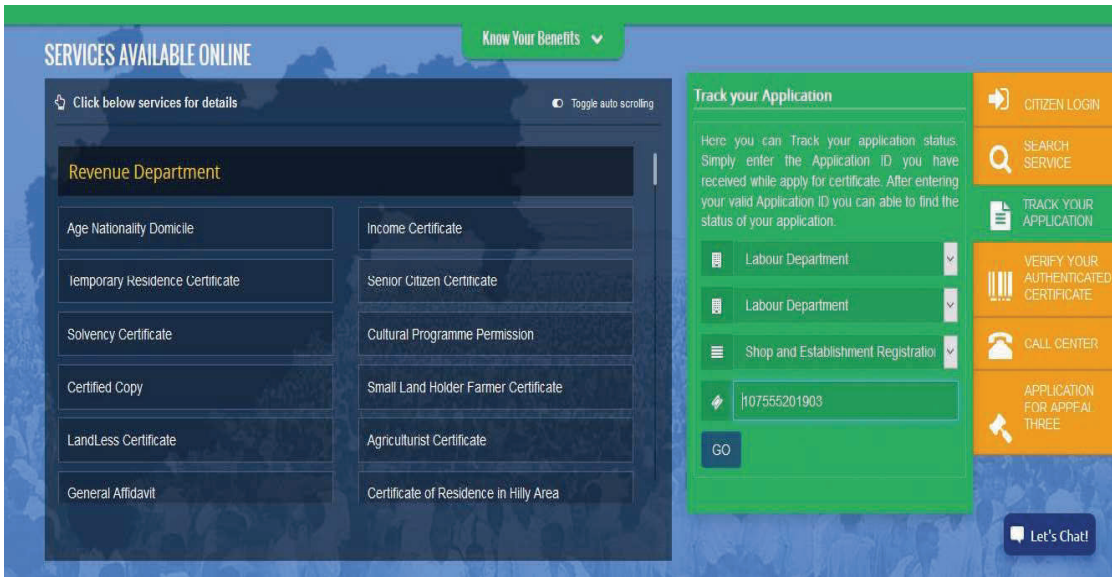 Know Your Benefits
SERVICES AVAILABLE ONLINE
Click below services for details
Toggle auto scrolling
Revenue Department
Age Nationality Domicile
Income Certificate
Temporary Residence Certificate
Senior Citizen Certificate
Solvency Certificate
Cultural Programme Permission
Certified Copy
Small Land Holder Farmer Certificate
LandLess Certificate
Agriculturist Certificate
General Affidavit
Certificate of Residence in Hilly Area
Track your Application
Here you can Track your application status.
Simply enter the Application ID you have
received while apply for certificate. After entering
your valid Application ID you can able to find the
status of your application.
Labour Department
Labour Department
Shop and Establishment Registratio
107555201903
GO
CITIZEN LOGIN
SEARCH
SERVICE
TRACK YOUR
APPLICATION
VERIFY YOUR
AUTHENTICATED
CERTIFICATE
CALL CENTER
APPLICATION
FOR APPEAL
THREE
Let's Chat!